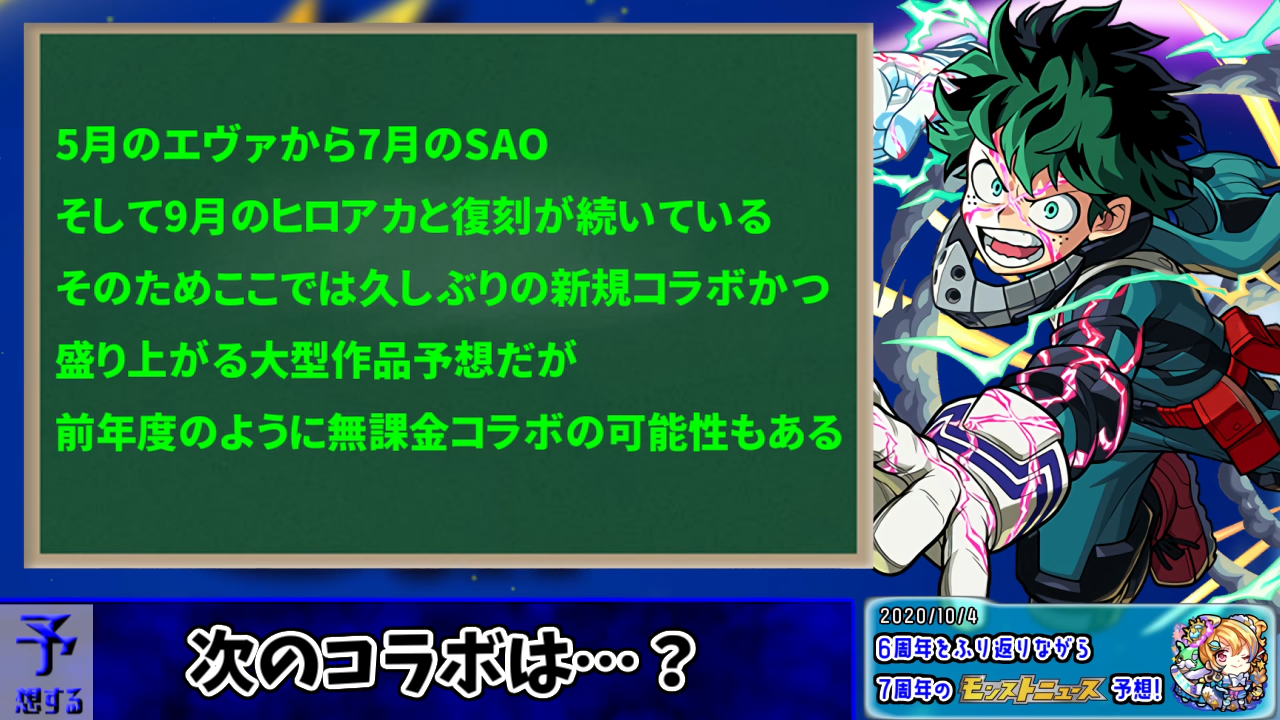 5月のエヴァから7月のSAO
そして9月のヒロアカと復刻が続いている
そのためここでは久しぶりの新規コラボかつ
盛り上がる大型作品予想だが
前年度のように無課金コラボの可能性もある
予
想する
次のコラボは…？
2020/10/4
6周年をふり返りながら
7周年のモンストニュース予想!